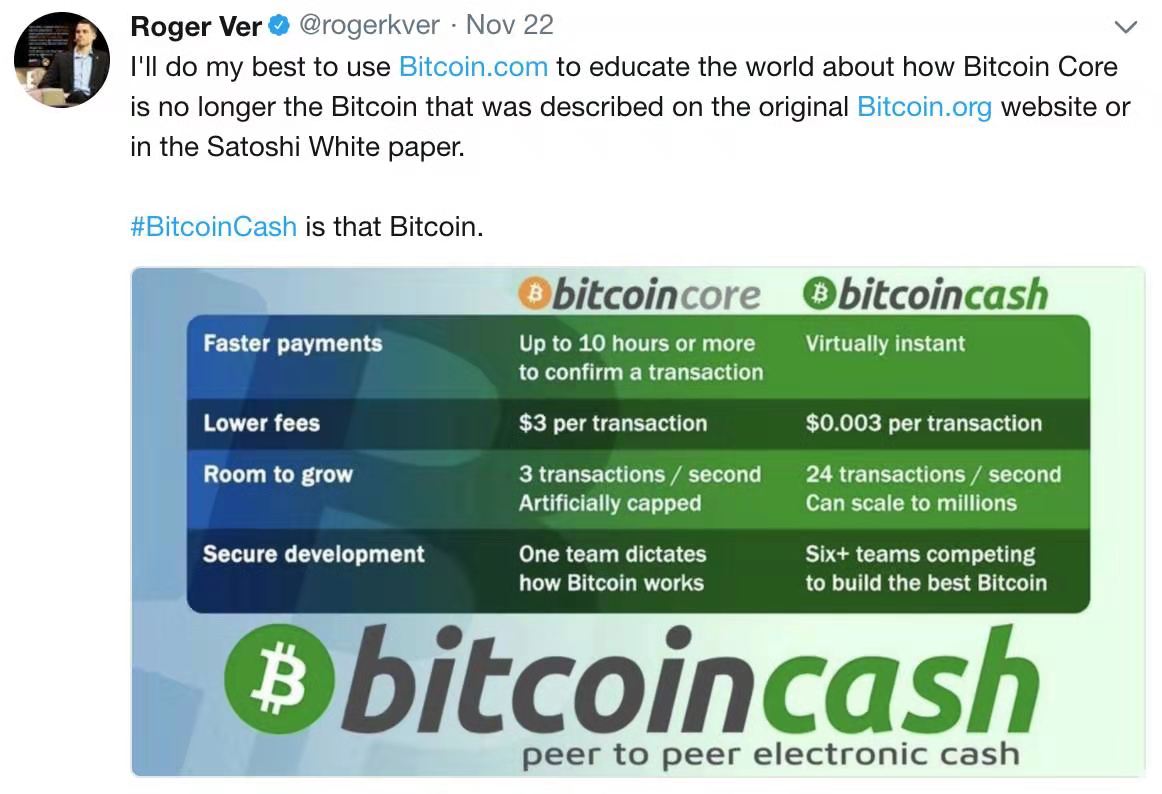 Roger Ver @rogerkver · Nov 22
I'll do my best to use Bitcoin.com to educate the world about how Bitcoin Core
is no longer the Bitcoin that was described on the original Bitcoin.org website or
in the Satoshi White paper.
#BitcoinCash is that Bitcoin.
bitcoincore bitcoincash
Faster payments Up to 10 hours or more Virtually instant
to confirm a transaction
Lower fees $3 per transaction $0.003 per transaction
Room to grow 3 transactions / second 24 transactions / second
Artificially capped Can scale to millions
Secure development One team dictates Six+ teams competing
how Bitcoin works to build the best Bitcoin
bitcoincash
peer to peer electronic cash